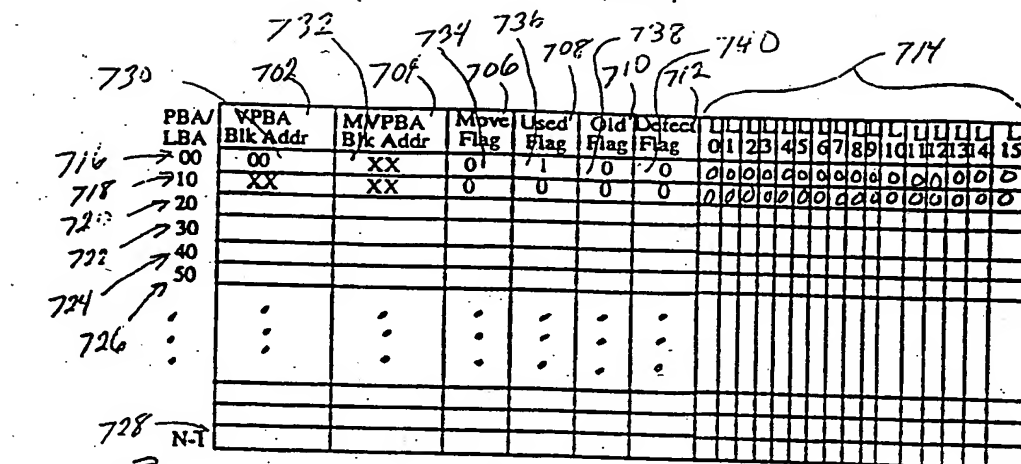 732 734 736 708 738 740 714
730 702 704 706 710 712
PBA/ VPBA MVPBA Move Used Old Defect L L L L L L L L L L L L L L L L
LBA Blk Addr Blk Addr Flag Flag Flag Flag 0 1 2 3 4 5 6 7 8 9 10 11 12 13 14 15
716 00 00 XX 0 1 0 0 0 0 0 0 0 0 0 0 0 0 0 0 0 0 0 0
718 10 XX XX 0 0 0 0 0 0 0 0 0 0 0 0 0 0 0 0 0 0 0 0
20
722 30
724 40
726 50
728 N-1